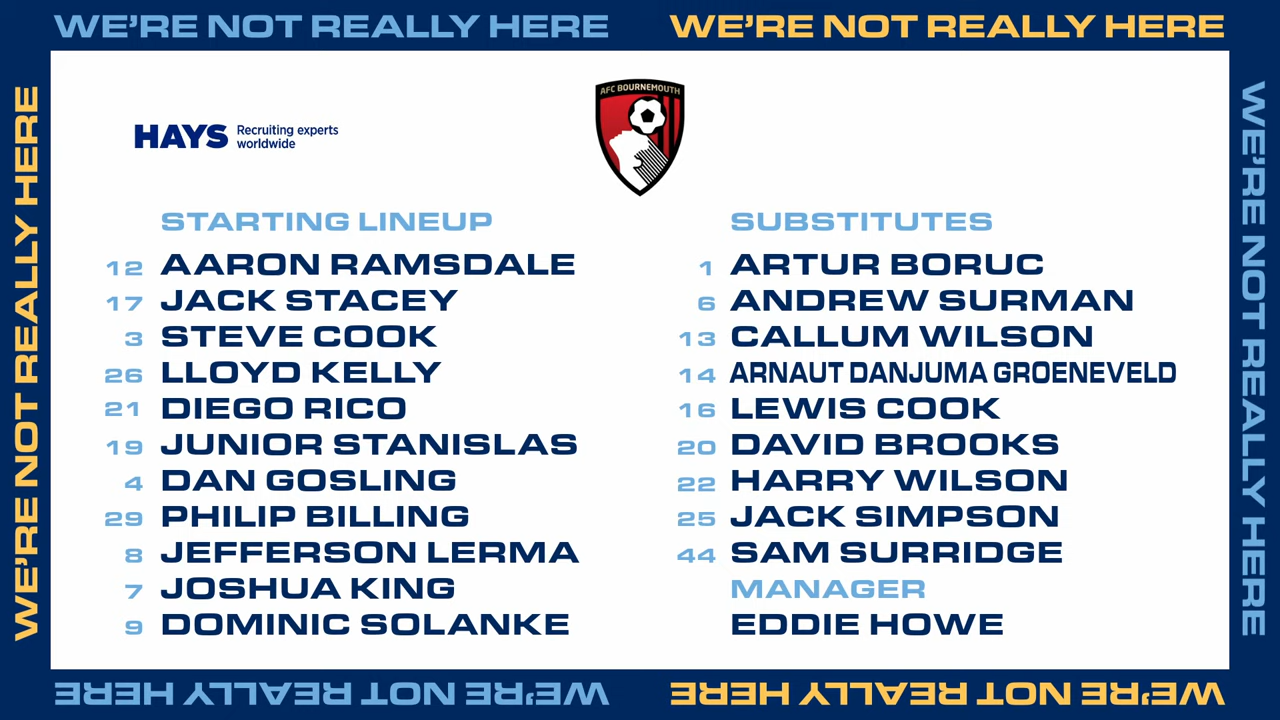 WE'RE NOT REALLY HERE WE'RE NOT REALLY HERE
WE'RE NOT REALLY HERE
WE'RE NOT REALLY HERE
AFC BOURNEMOUTH
HAYS Recruiting experts
worldwide
STARTING LINEUP
12 AARON RAMSDALE
17 JACK STACEY
3 STEVE COOK
26 LLOYD KELLY
21 DIEGO RICO
19 JUNIOR STANISLAS
4 DAN GOSLING
29 PHILIP BILLING
8 JEFFERSON LERMA
7 JOSHUA KING
9 DOMINIC SOLANKE
SUBSTITUTES
1 ARTUR BORUC
6 ANDREW SURMAN
13 CALLUM WILSON
14 ARNAUT DANJUMA GROENEVELD
16 LEWIS COOK
20 DAVID BROOKS
22 HARRY WILSON
25 JACK SIMPSON
44 SAM SURRIDGE
MANAGER
EDDIE HOWE
WE'RE NOT REALLY HERE WE'RE NOT REALLY HERE